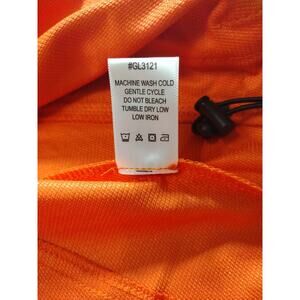 #GL3121
MACHINE WASH COLD
GENTLE CYCLE
DO NOT BLEACH
TUMBLE DRY LOW
LOW IRON